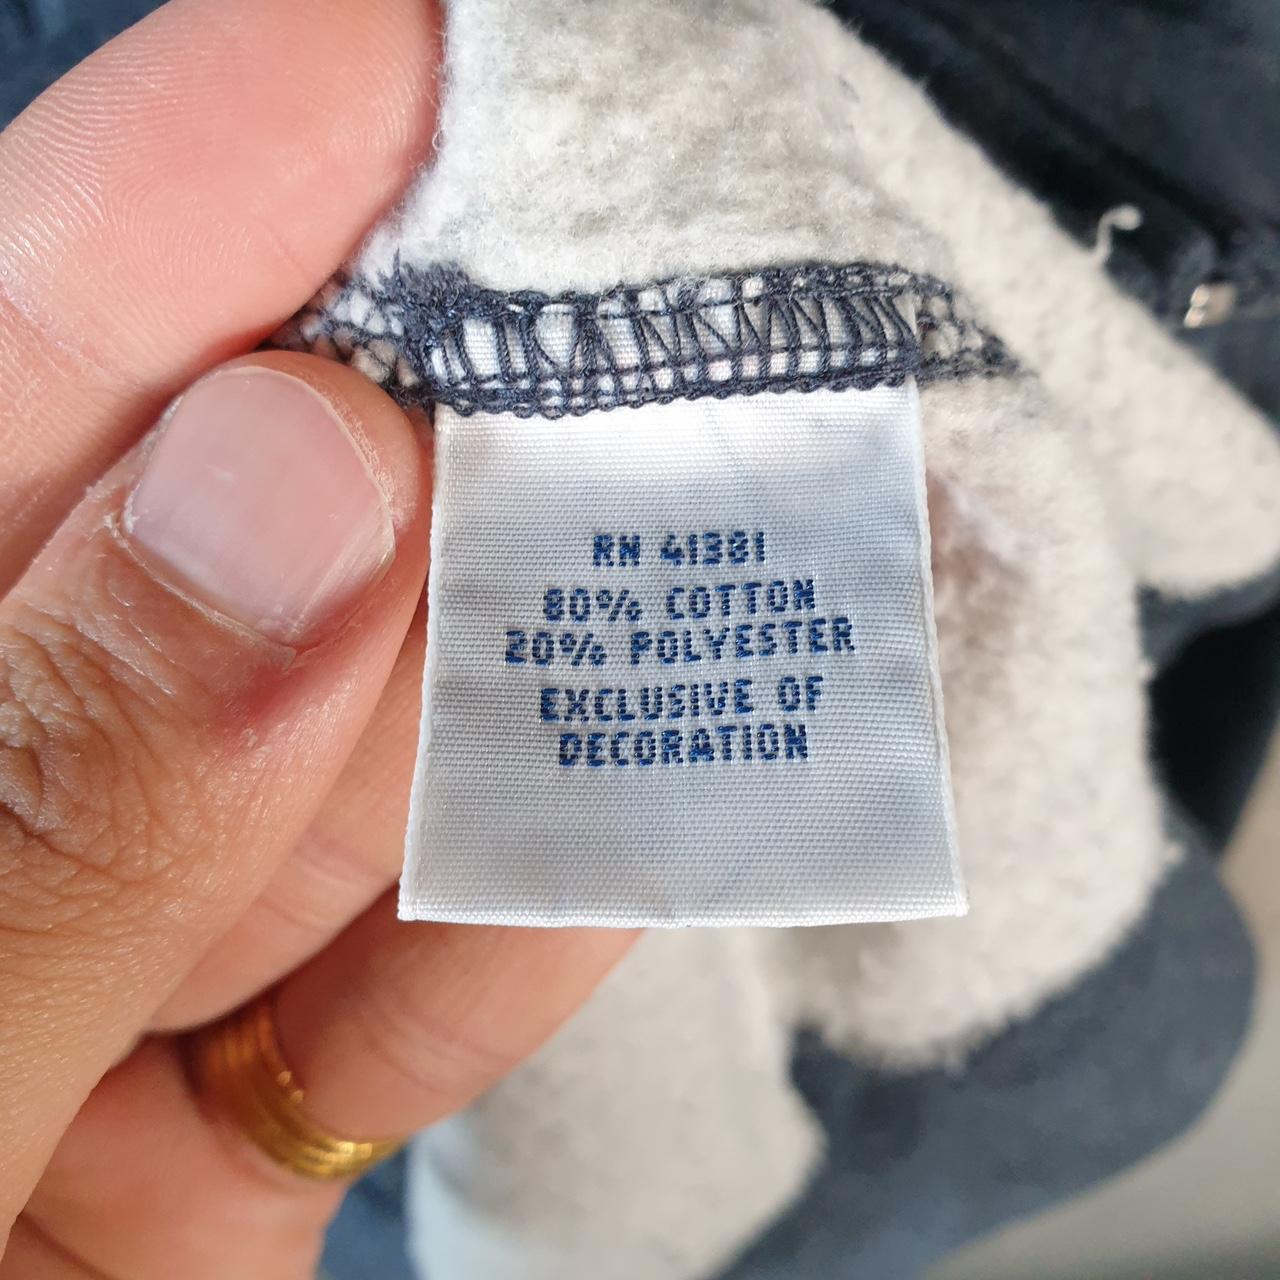 RN 41381
80% COTTON
20% POLYESTER
EXCLUSIVE OF
DECORATION